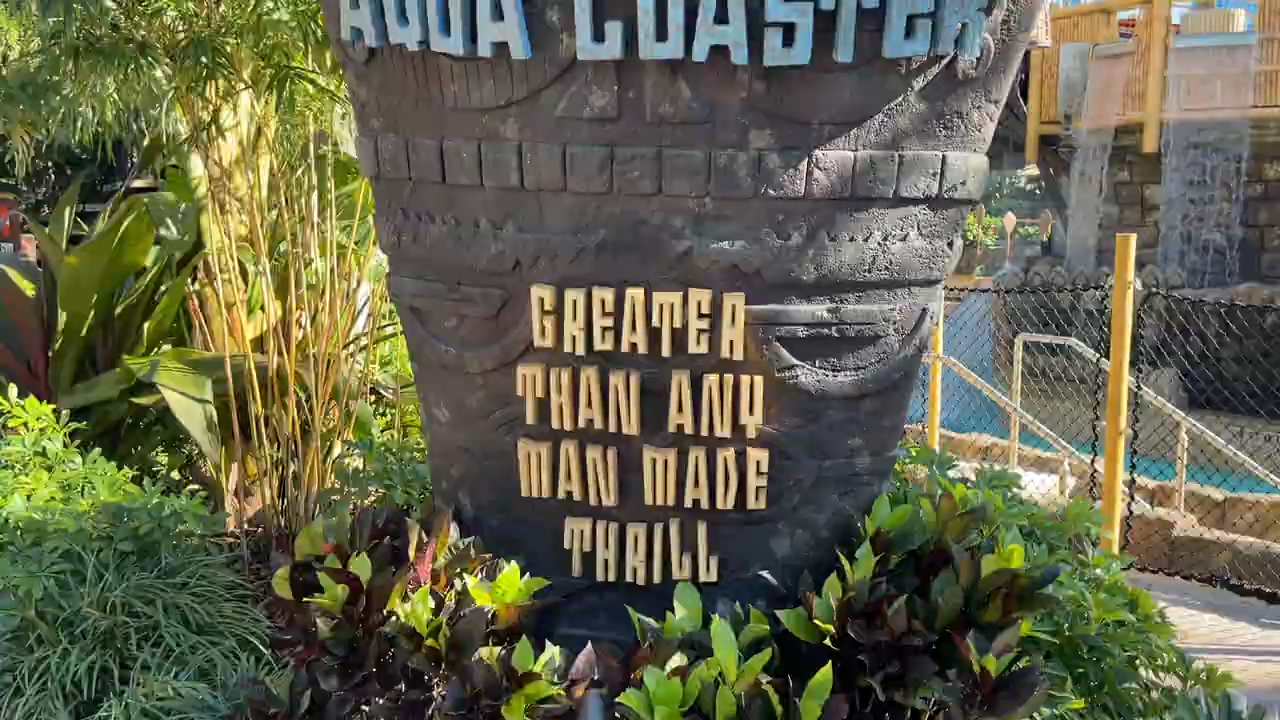 AQUA COASTER
GREATER
THAN ANY
MAN MADE
THRILL